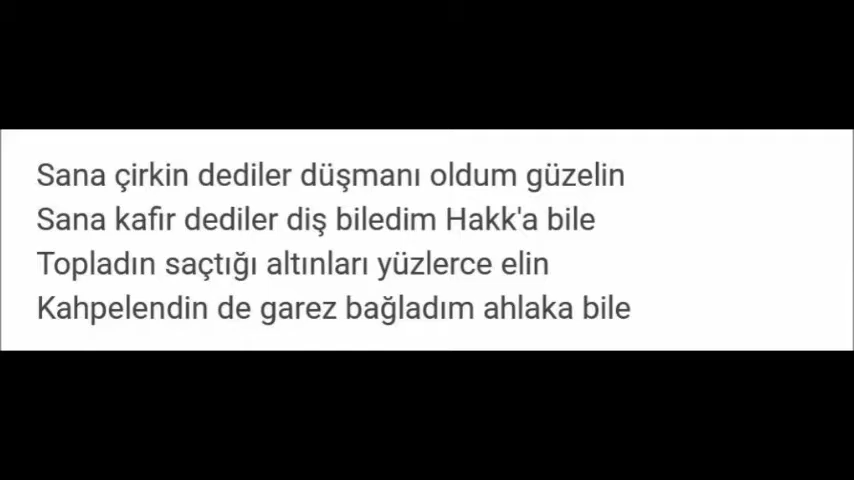 Sana çirkin dediler düşmanı oldum güzelin
Sana kafir dediler diş biledim Hakk'a bile
Topladın saçtığı altınları yüzlerce elin
Kahpelendin de garez bağladım ahlaka bile